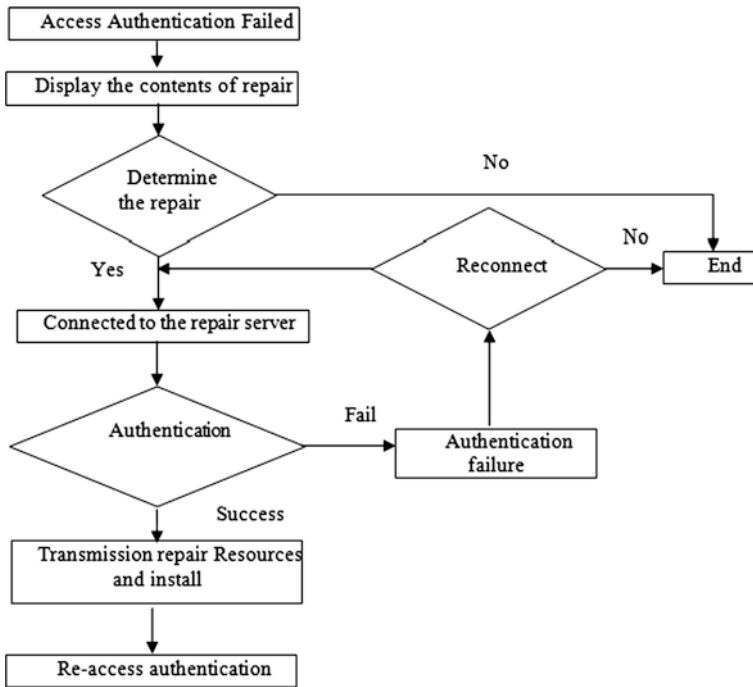 Access Authentication Failed
Display the contents of repair
Determine
the repair
No
Yes
Reconnect
No
End
Connected to the repair server
Authentication
Fail
Authentication
failure
Success
Transmission repair Resources
and install
Re-access authentication